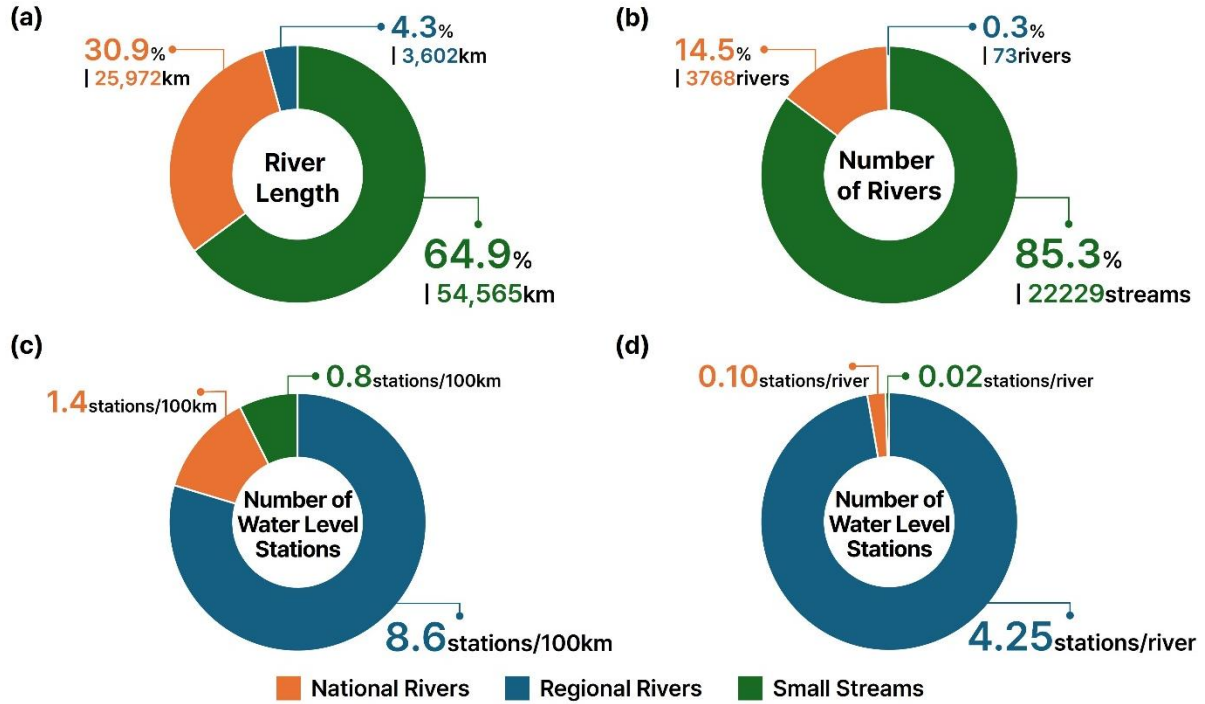 (a)
30.9%
| 25,972km
4.3%
| 3,602km
River
Length
64.9%
| 54,565km
(b)
14.5%
| 3768rivers
0.3%
| 73rivers
Number
of Rivers
85.3%
| 22229streams
(c)
1.4stations/100km
0.8stations/100km
Number of
Water Level
Stations
8.6stations/100km
(d)
0.10stations/river
0.02stations/river
Number of
Water Level
Stations
4.25stations/river
National Rivers
Regional Rivers
Small Streams